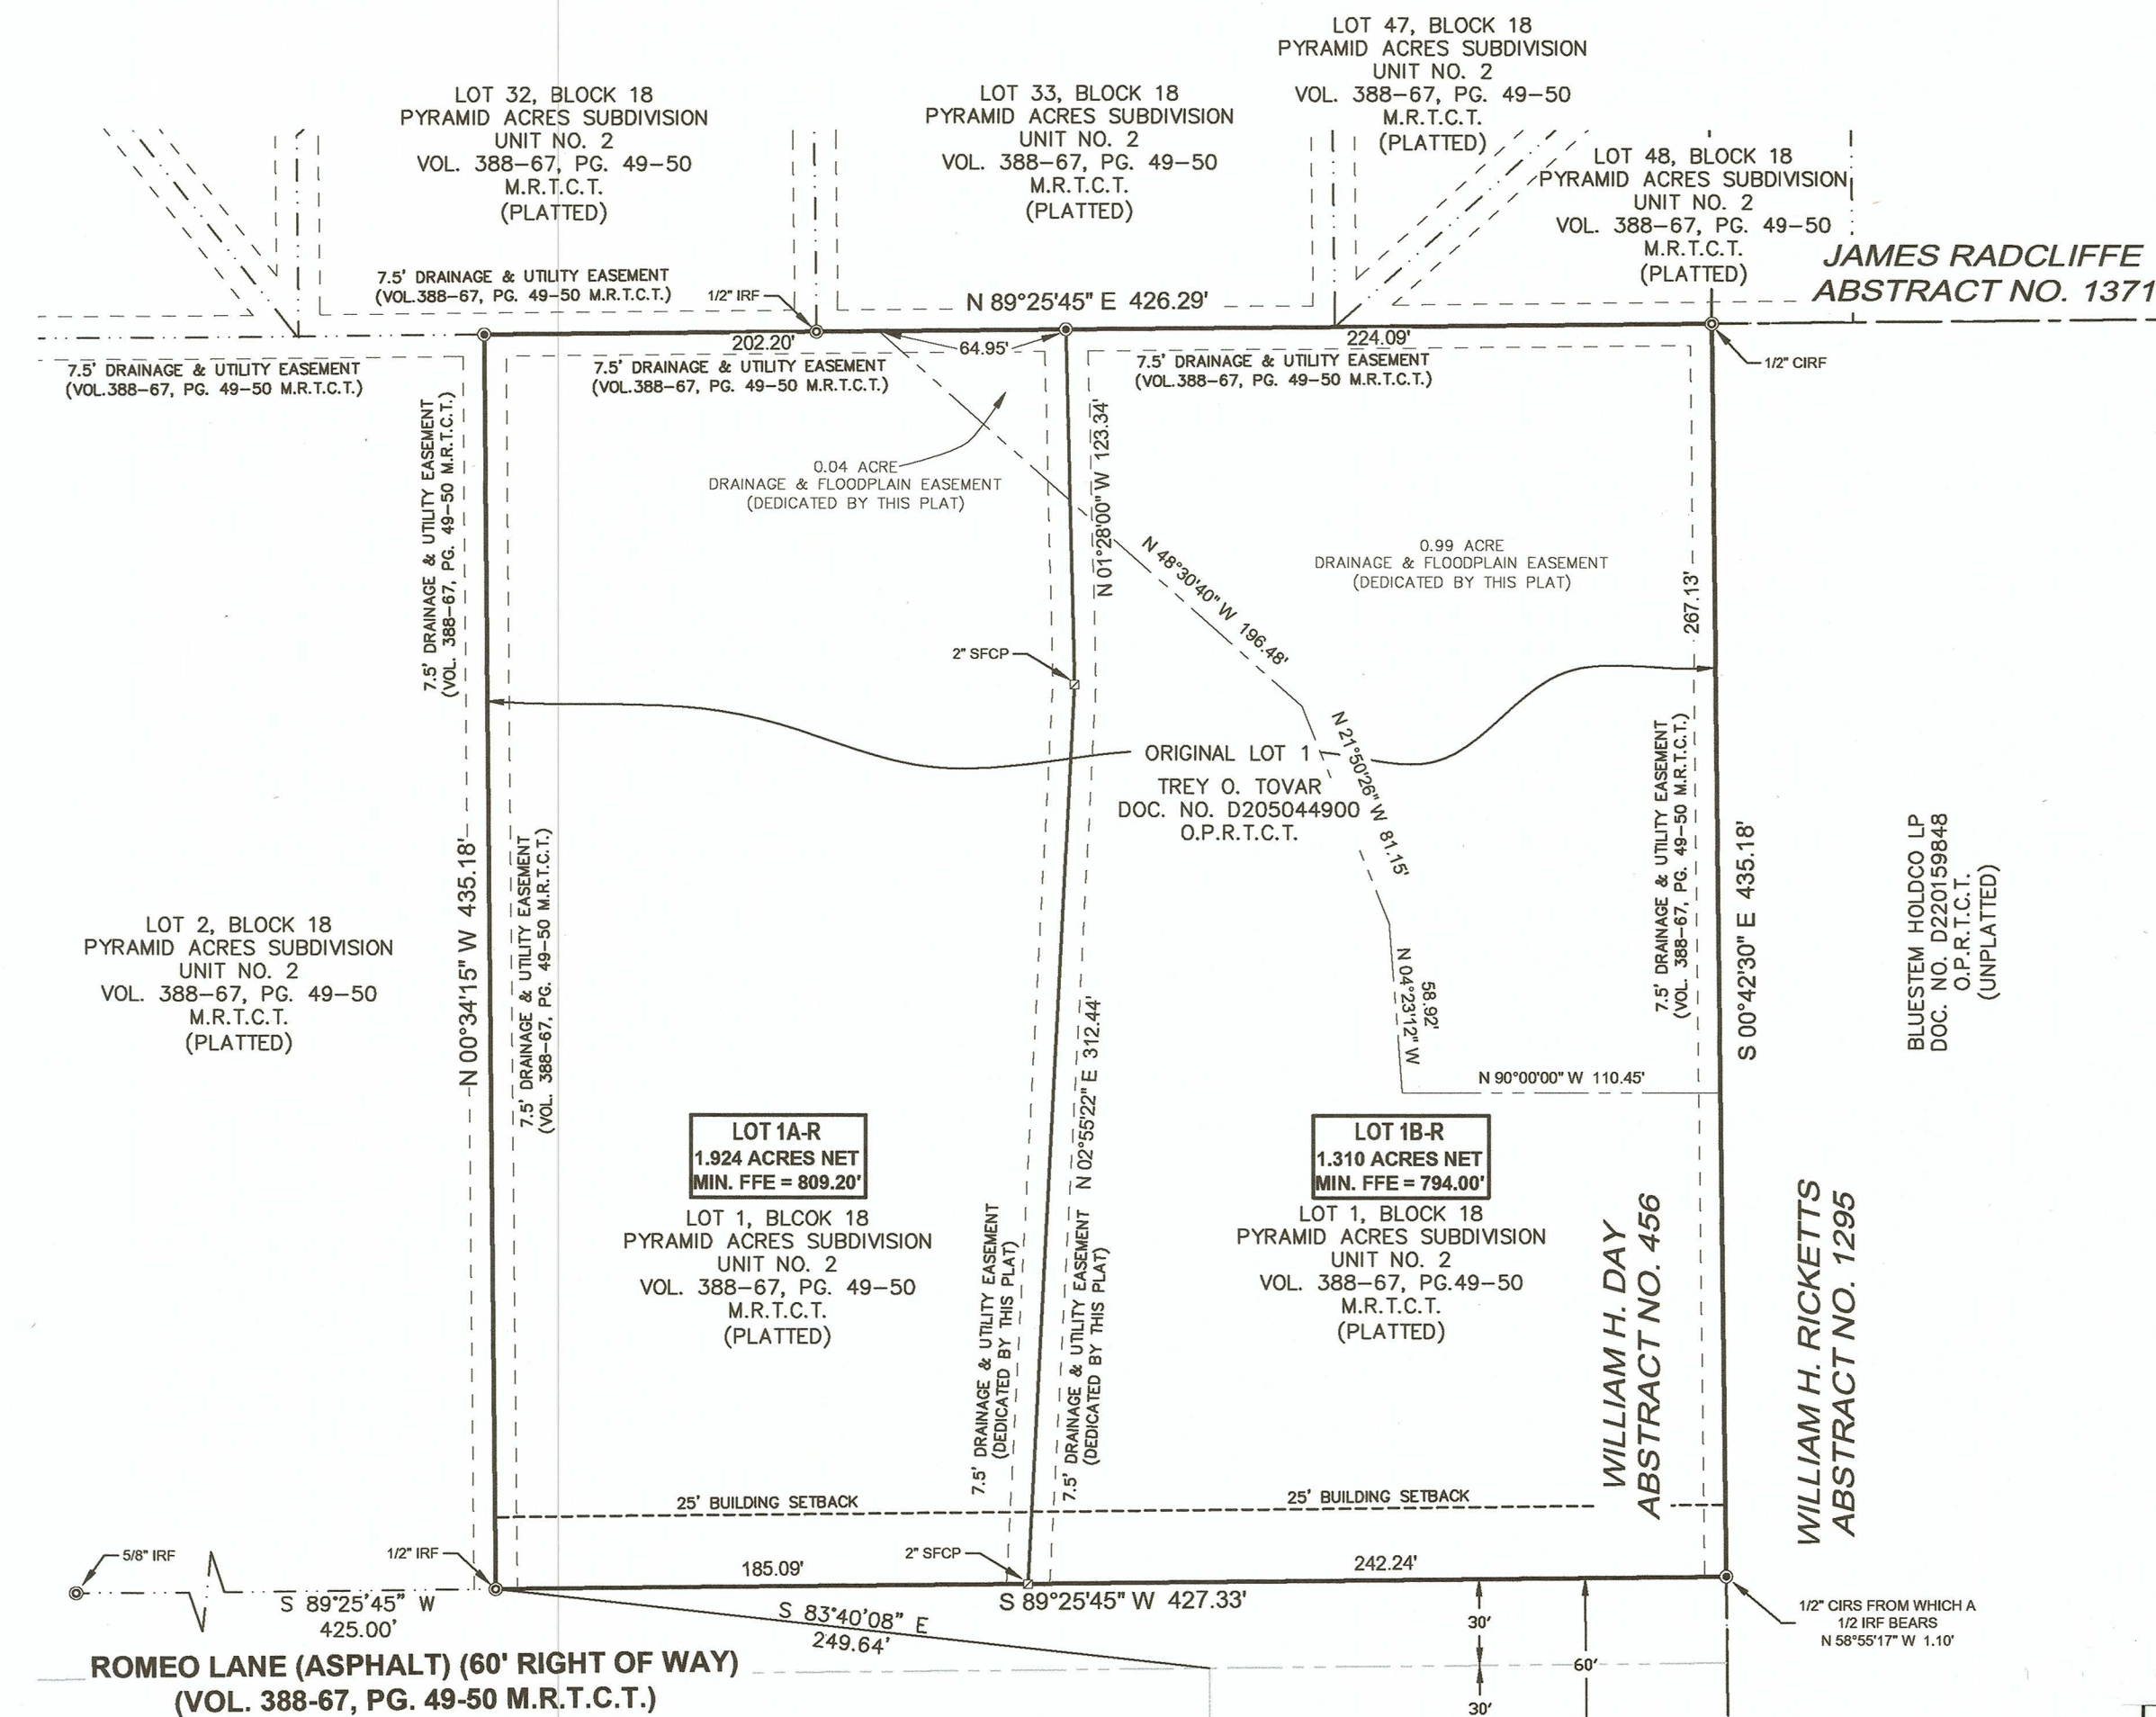 LOT 47, BLOCK 18
PYRAMID ACRES SUBDIVISION
UNIT NO. 2
VOL. 388-67, PG. 49-50
M.R.T.C.T.
(PLATTED)
LOT 32, BLOCK 18
PYRAMID ACRES SUBDIVISION
UNIT NO. 2
VOL. 388-67, PG. 49-50
M.R.T.C.T.
(PLATTED)
LOT 33, BLOCK 18
PYRAMID ACRES SUBDIVISION
UNIT NO. 2
VOL. 388-67, PG. 49-50
M.R.T.C.T.
(PLATTED)
LOT 48, BLOCK 18
PYRAMID ACRES SUBDIVISION
UNIT NO. 2
VOL. 388-67, PG. 49-50
M.R.T.C.T.
(PLATTED)
JAMES RADCLIFFE
ABSTRACT NO. 1371
7.5' DRAINAGE & UTILITY EASEMENT
(VOL.388-67, PG. 49-50 M.R.T.C.T.)
1/2" IRF
N 89°25'45" E 426.29'
202.20'
64.95'
224.09'
1/2" CIRF
7.5' DRAINAGE & UTILITY EASEMENT
(VOL.388-67, PG. 49-50 M.R.T.C.T.)
7.5' DRAINAGE & UTILITY EASEMENT
(VOL.388-67, PG. 49-50 M.R.T.C.T.)
7.5' DRAINAGE & UTILITY EASEMENT
(VOL.388-67, PG. 49-50 M.R.T.C.T.)
7.5' DRAINAGE & UTILITY EASEMENT
(VOL. 388-67, PG. 49-50 M.R.T.C.T.)
0.04 ACRE
DRAINAGE & FLOODPLAIN EASEMENT
(DEDICATED BY THIS PLAT)
N 01°28'00" W 123.34'
N 48°30'40" W 196.48'
0.99 ACRE
DRAINAGE & FLOODPLAIN EASEMENT
(DEDICATED BY THIS PLAT)
267.13'
2" SFCP
ORIGINAL LOT 1
TREY O. TOVAR
DOC. NO. D205044900
O.P.R.T.C.T.
N 21°50'26" W 81.15'
7.5' DRAINAGE & UTILITY EASEMENT
(VOL. 388-67, PG. 49-50 M.R.T.C.T.)
S 00°42'30" E 435.18'
BLUESTEM HOLDCO LP
DOC. NO. D220159848
O.P.R.T.C.T.
(UNPLATTED)
LOT 2, BLOCK 18
PYRAMID ACRES SUBDIVISION
UNIT NO. 2
VOL. 388-67, PG. 49-50
M.R.T.C.T.
(PLATTED)
N 00°34'15" W 435.18'
7.5' DRAINAGE & UTILITY EASEMENT
(VOL. 388-67, PG. 49-50 M.R.T.C.T.)
N 02°55'22" E 312.44'
58.92'
N 04°23'12" W
N 90°00'00" W 110.45'
LOT 1A-R
1.924 ACRES NET
MIN. FFE = 809.20'
LOT 1, BLCOK 18
PYRAMID ACRES SUBDIVISION
UNIT NO. 2
VOL. 388-67, PG. 49-50
M.R.T.C.T.
(PLATTED)
LOT 1B-R
1.310 ACRES NET
MIN. FFE = 794.00'
LOT 1, BLOCK 18
PYRAMID ACRES SUBDIVISION
UNIT NO. 2
VOL. 388-67, PG.49-50
M.R.T.C.T.
(PLATTED)
7.5' DRAINAGE & UTILITY EASEMENT
(DEDICATED BY THIS PLAT)
7.5' DRAINAGE & UTILITY EASEMENT
(DEDICATED BY THIS PLAT)
WILLIAM H. DAY
ABSTRACT NO. 456
WILLIAM H. RICKETTS
ABSTRACT NO. 1295
25' BUILDING SETBACK
25' BUILDING SETBACK
5/8" IRF
1/2" IRF
185.09'
2" SFCP
242.24'
S 89°25'45" W
425.00'
S 83°40'08" E
249.64'
S 89°25'45" W 427.33'
30'
60'
30'
1/2" CIRS FROM WHICH A
1/2 IRF BEARS
N 58°55'17" W 1.10'
ROMEO LANE (ASPHALT) (60' RIGHT OF WAY)
(VOL. 388-67, PG. 49-50 M.R.T.C.T.)